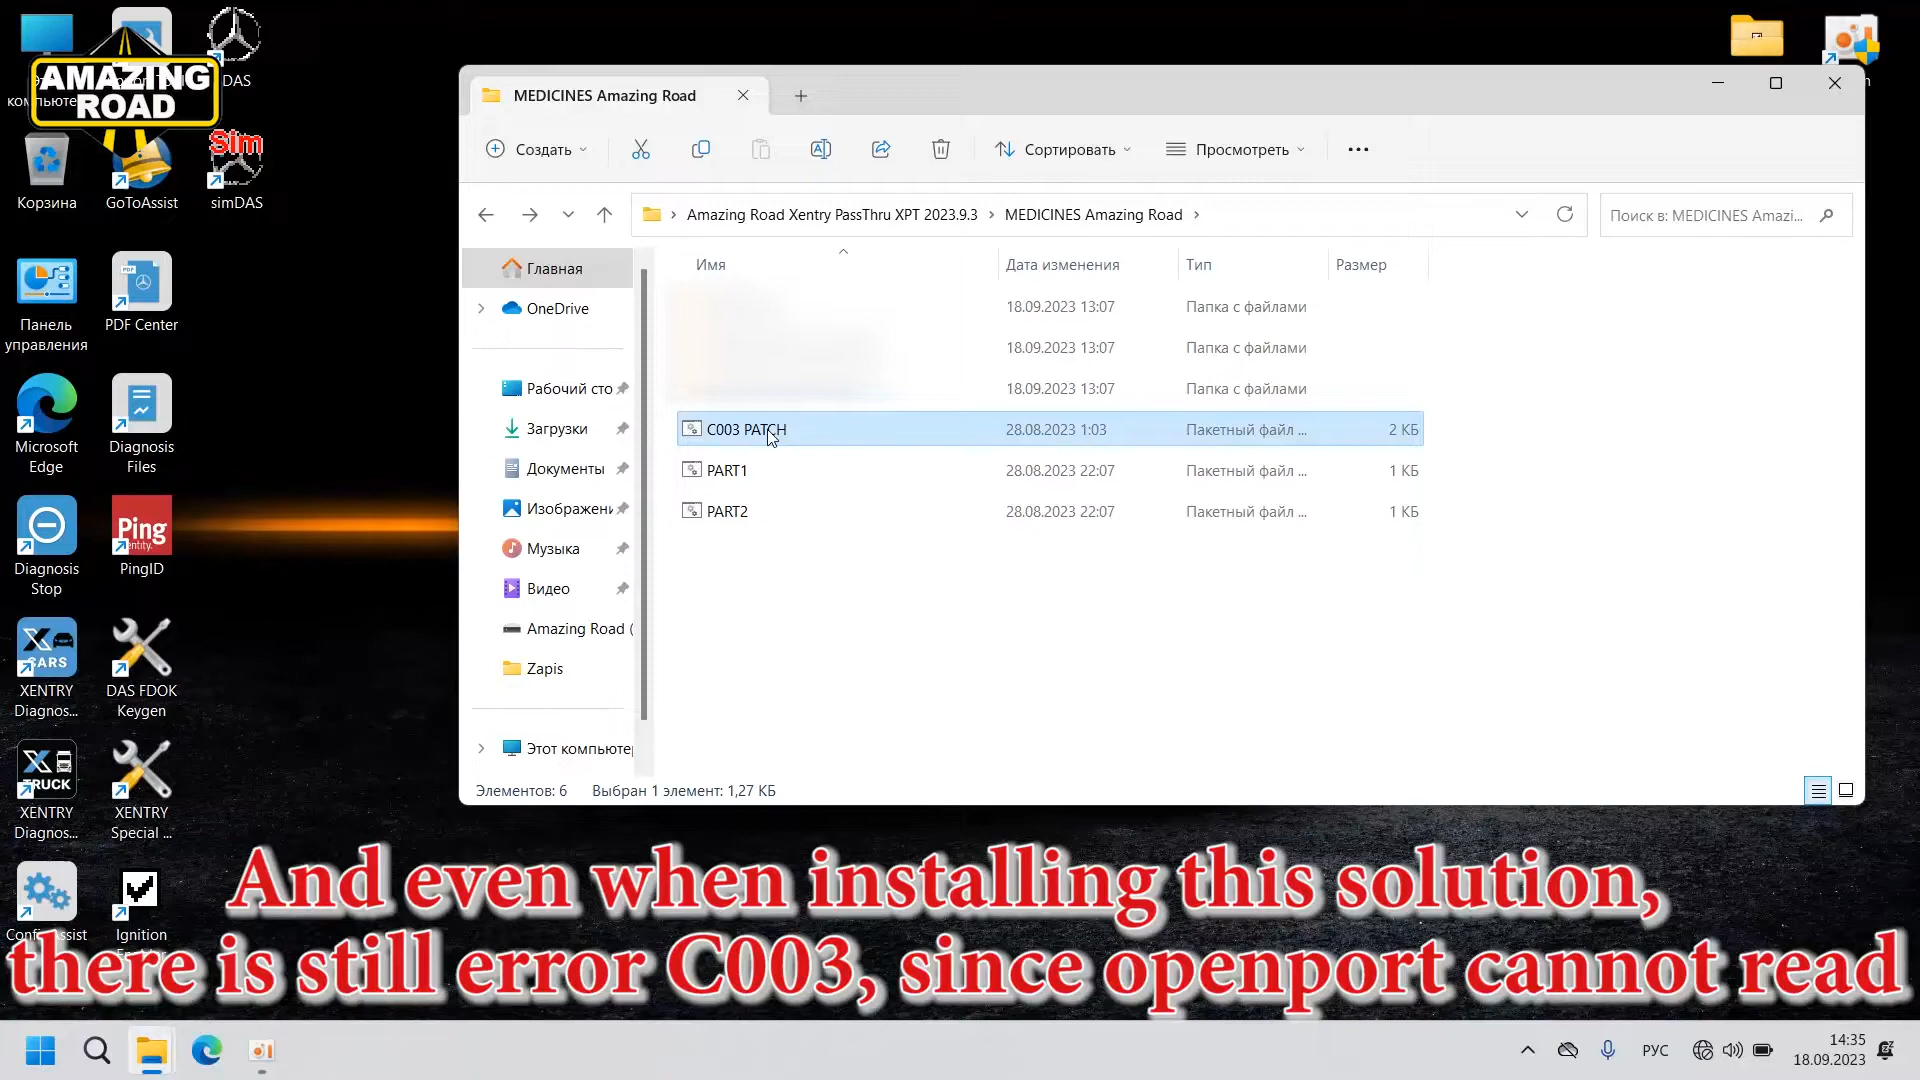 AMAZING
ROAD
DAS
Корзина
GoToAssist
Sim
simDAS
Панель
управления
PDF
PDF Center
Microsoft
Edge
Diagnosis
Files
Diagnosis
Stop
Ping
PingID
X
CARS
XENTRY
Diagnos...
DAS FDOK
Keygen
X
TRUCK
XENTRY
Diagnos...
XENTRY
Special ...
Ignition
MEDICINES Amazing Road
Создать
Сортировать
Просмотреть
Amazing Road Xentry PassThru XPT 2023.9.3
MEDICINES Amazing Road
Поиск в: MEDICINES Amazi...
Имя
Дата изменения
Тип
Размер
Главная
OneDrive
Рабочий сто
Загрузки
Документы
Изображени
Музыка
Видео
Amazing Road (
Zapis
Этот компьютер
18.09.2023 13:07 Папка с файлами
18.09.2023 13:07 Папка с файлами
18.09.2023 13:07 Папка с файлами
C003 PATCH 28.08.2023 1:03 Пакетный файл ... 2 КБ
PART1 28.08.2023 22:07 Пакетный файл ... 1 КБ
PART2 28.08.2023 22:07 Пакетный файл ... 1 КБ
Элементов: 6 Выбран 1 элемент: 1,27 КБ
And even when installing this solution,
there is still error C003, since openport cannot read
РУС
14:35
18.09.2023